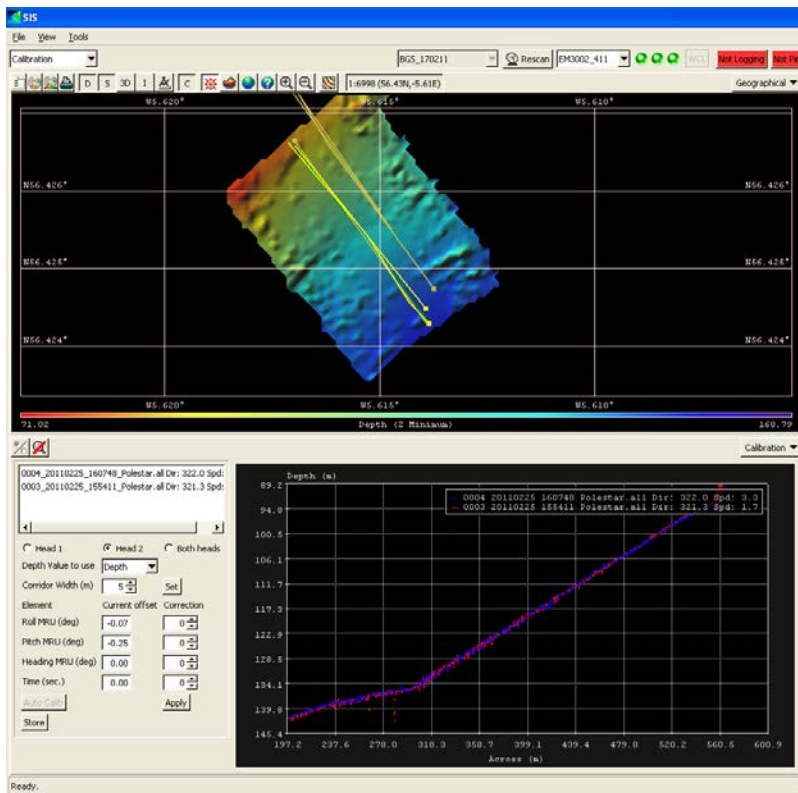 SIS
File View Tools
Calibration BGS_170211 Rescan EM3002_411 Not Logging
D S 3D I C 1:6998 (56.43N,-5.61E) Geographical
W5.620° W5.615° W5.610°
N56.426° N56.426°
N56.425° N56.425°
N56.424° N56.424°
W5.620° W5.615° W5.610°
71.02 Depth (Z Minimum) 160.79
Calibration
0004_20110225_160748_Polestar.all Dir: 322.0 Spd:
0003_20110225_155411_Polestar.all Dir: 321.3 Spd:
Head 1 Head 2 Both heads
Depth Value to use Depth
Corridor Width (m) 5 Set
Element Current offset Correction
Roll MRU (deg) -0.07 0
Pitch MRU (deg) -0.25 0
Heading MRU (deg) 0.00 0
Time (sec.) 0.00 0
Auto Calib Apply
Store
Depth (m)
0004 20110225 160748 Polestar.all Dir: 322.0 Spd: 3.3
0003 20110225 155411 Polestar.all Dir: 321.3 Spd: 1.7
89.2
94.8
100.5
106.1
111.7
117.3
122.9
128.5
134.1
139.8
145.4
197.2 237.6 278.0 318.3 358.7 399.1 439.4 479.8 520.2 560.5 600.9
Across (m)
Ready.